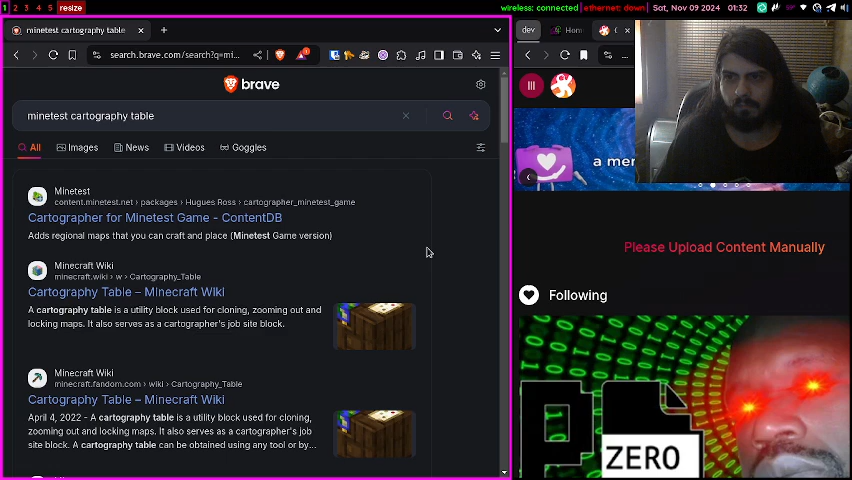 1 2 3 4 5 resize
wireless: connected ethernet: down Sat, Nov 09 2024 01:32
minetest cartography table
search.brave.com/search?q=mi...
brave
minetest cartography table
All Images News Videos Goggles
Minetest
content.minetest.net › packages › Hugues Ross › cartographer_minetest_game
Cartographer for Minetest Game - ContentDB
Adds regional maps that you can craft and place (Minetest Game version)
Minecraft Wiki
minecraft.wiki › w › Cartography_Table
Cartography Table – Minecraft Wiki
A cartography table is a utility block used for cloning, zooming out and
locking maps. It also serves as a cartographer's job site block.
Minecraft Wiki
minecraft.fandom.com › wiki › Cartography_Table
Cartography Table – Minecraft Wiki
April 4, 2022 - A cartography table is a utility block used for cloning,
zooming out and locking maps. It also serves as a cartographer's job
site block. A cartography table can be obtained using any tool or by...
dev Hom
...
a mer
Please Upload Content Manually
Following
ZERO